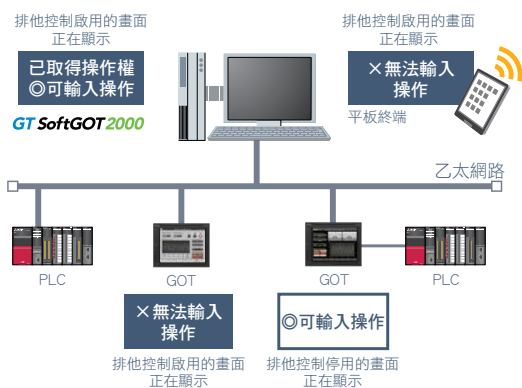 排他控制啟用的畫面
正在顯示
已取得操作權
◎可輸入操作
GT SoftGOT2000
排他控制啟用的畫面
正在顯示
×無法輸入
操作
平板終端
乙太網路
PLC
GOT
GOT
PLC
×無法輸入
操作
排他控制啟用的畫面
正在顯示
◎可輸入操作
排他控制停用的畫面
正在顯示